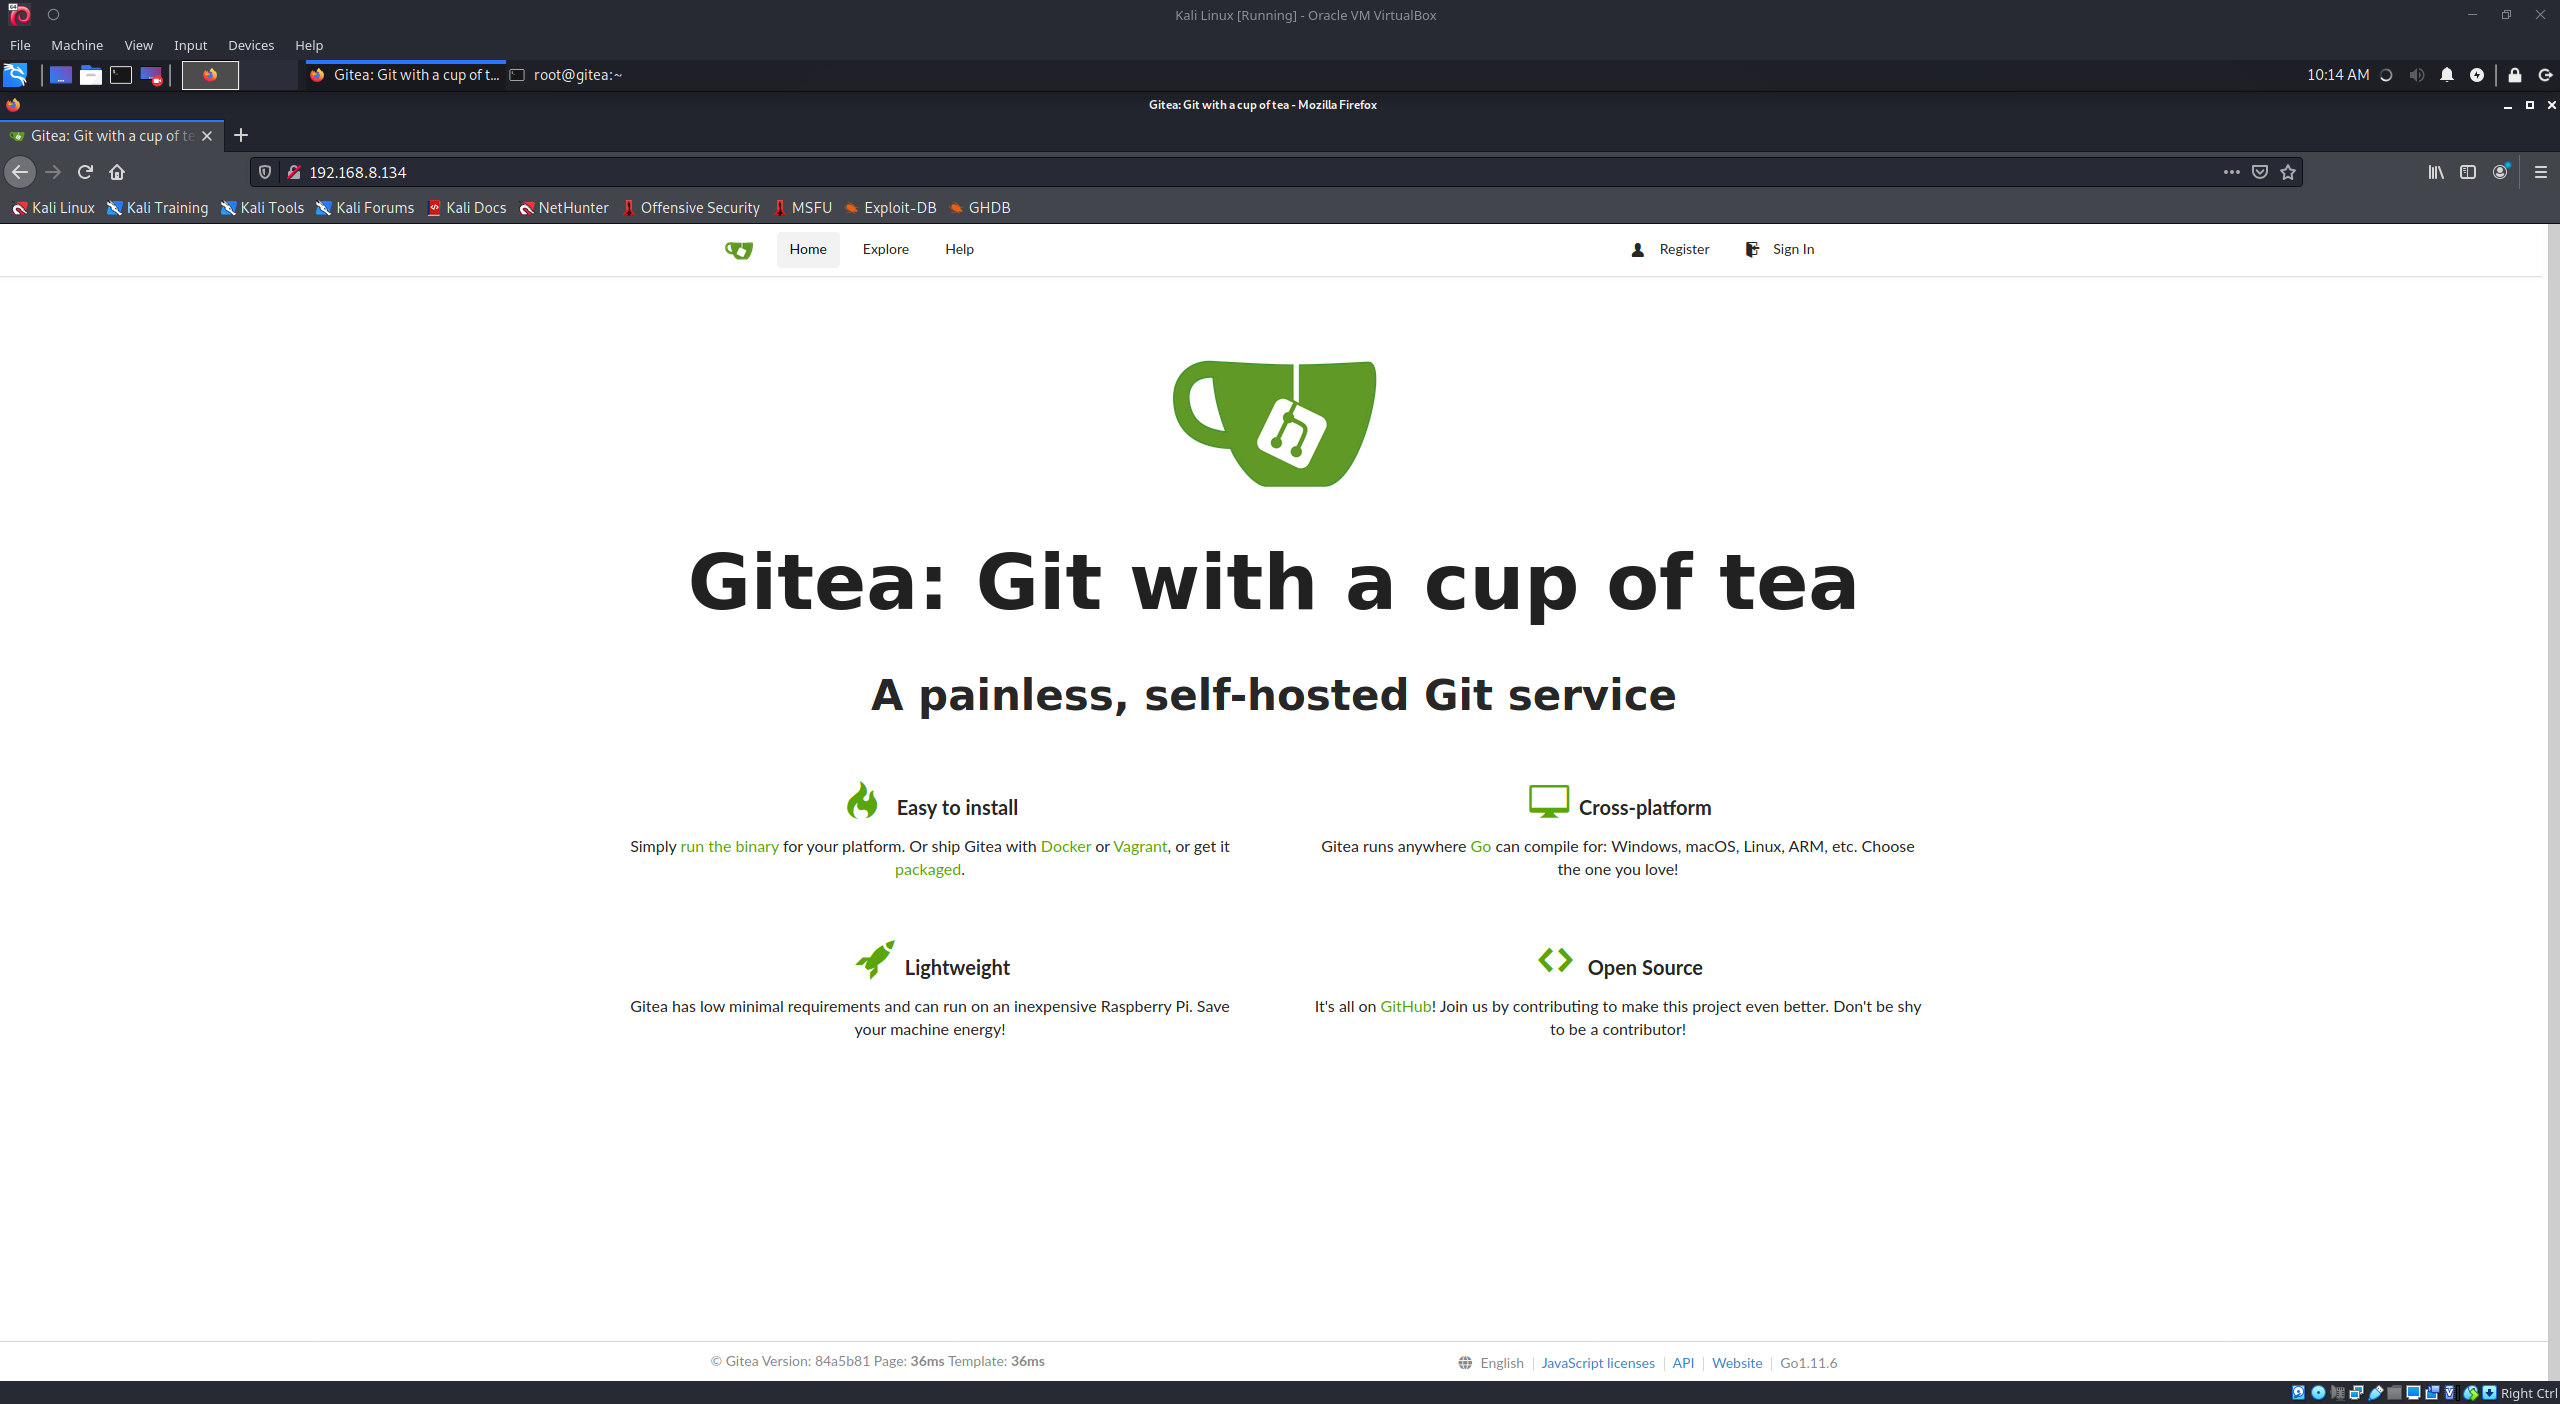 Kali Linux [Running] - Oracle VM VirtualBox
File Machine View Input Devices Help
Gitea: Git with a cup of t... root@gitea:~ 10:14 AM
Gitea: Git with a cup of tea - Mozilla Firefox
Gitea: Git with a cup of te
192.168.8.134
Kali Linux Kali Training Kali Tools Kali Forums Kali Docs NetHunter Offensive Security MSFU Exploit-DB GHDB
Home Explore Help Register Sign In
Gitea: Git with a cup of tea
A painless, self-hosted Git service
Easy to install
Simply run the binary for your platform. Or ship Gitea with Docker or Vagrant, or get it
packaged.
Cross-platform
Gitea runs anywhere Go can compile for: Windows, macOS, Linux, ARM, etc. Choose
the one you love!
Lightweight
Gitea has low minimal requirements and can run on an inexpensive Raspberry Pi. Save
your machine energy!
Open Source
It's all on GitHub! Join us by contributing to make this project even better. Don't be shy
to be a contributor!
© Gitea Version: 84a5b81 Page: 36ms Template: 36ms English JavaScript licenses API Website Go1.11.6
Right Ctrl